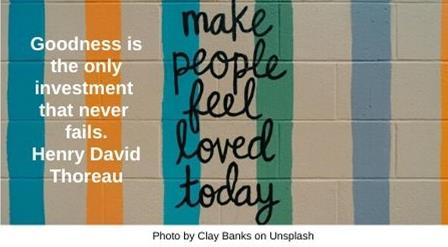 Goodness is
the only
investment
that never
fails.
Henry David
Thoreau
make
people
feel
loved
today
Photo by Clay Banks on Unsplash